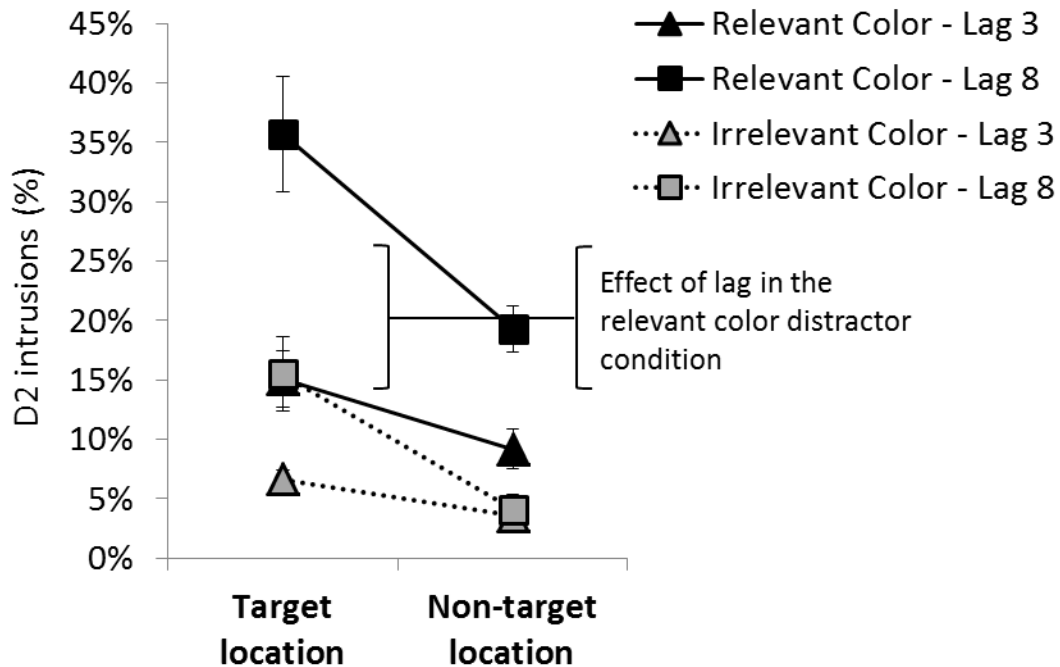 45%
40%
35%
30%
25%
20%
15%
10%
5%
0%
D2 intrusions (%)
Target
location
Non-target
location
Relevant Color - Lag 3
Relevant Color - Lag 8
Irrelevant Color - Lag 3
Irrelevant Color - Lag 8
Effect of lag in the
relevant color distractor
condition